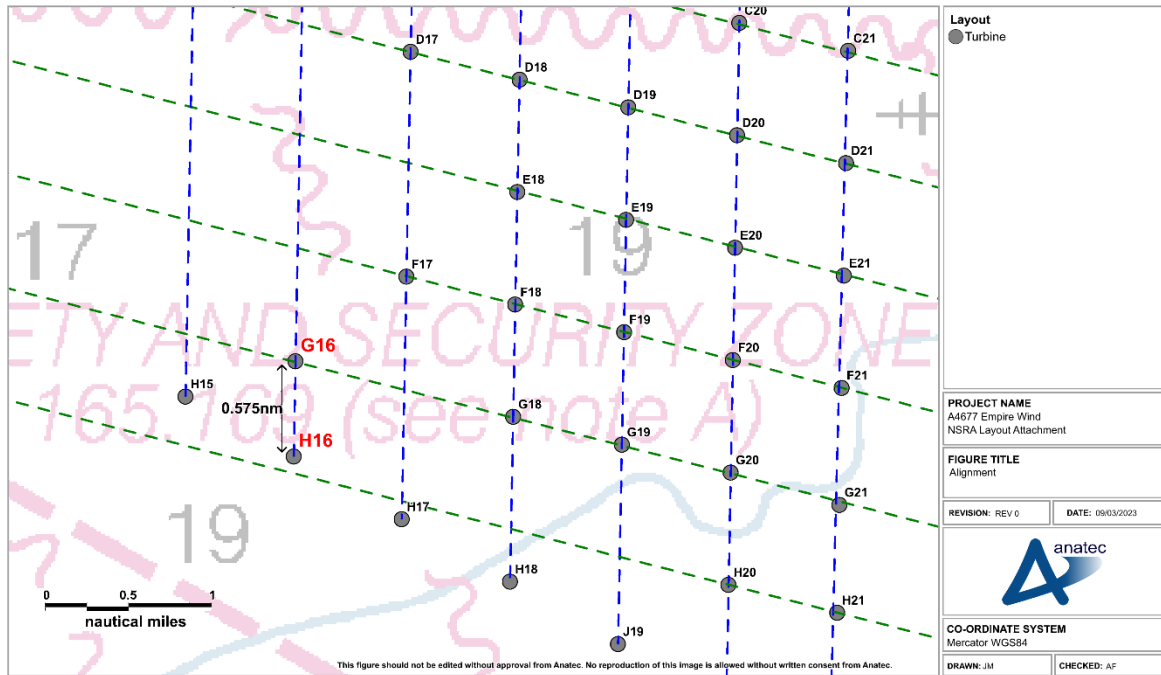 C20
C21
D17
D18
D19
D20
D21
E18
E19
E20
E21
17
19
F17
F18
F19
F20
F21
ETY AND SECURITY ZONE
G16
H15
0.575nm
165.169 (see note A)
H16
G18
G19
G20
G21
19
H17
H18
H20
H21
J19
0 0.5 1
nautical miles
This figure should not be edited without approval from Anatec. No reproduction of this image is allowed without written consent from Anatec.
Layout
Turbine
PROJECT NAME
A4677 Empire Wind
NSRA Layout Attachment
FIGURE TITLE
Alignment
REVISION: REV 0
DATE: 09/03/2023
anatec
CO-ORDINATE SYSTEM
Mercator WGS84
DRAWN: JM
CHECKED: AF